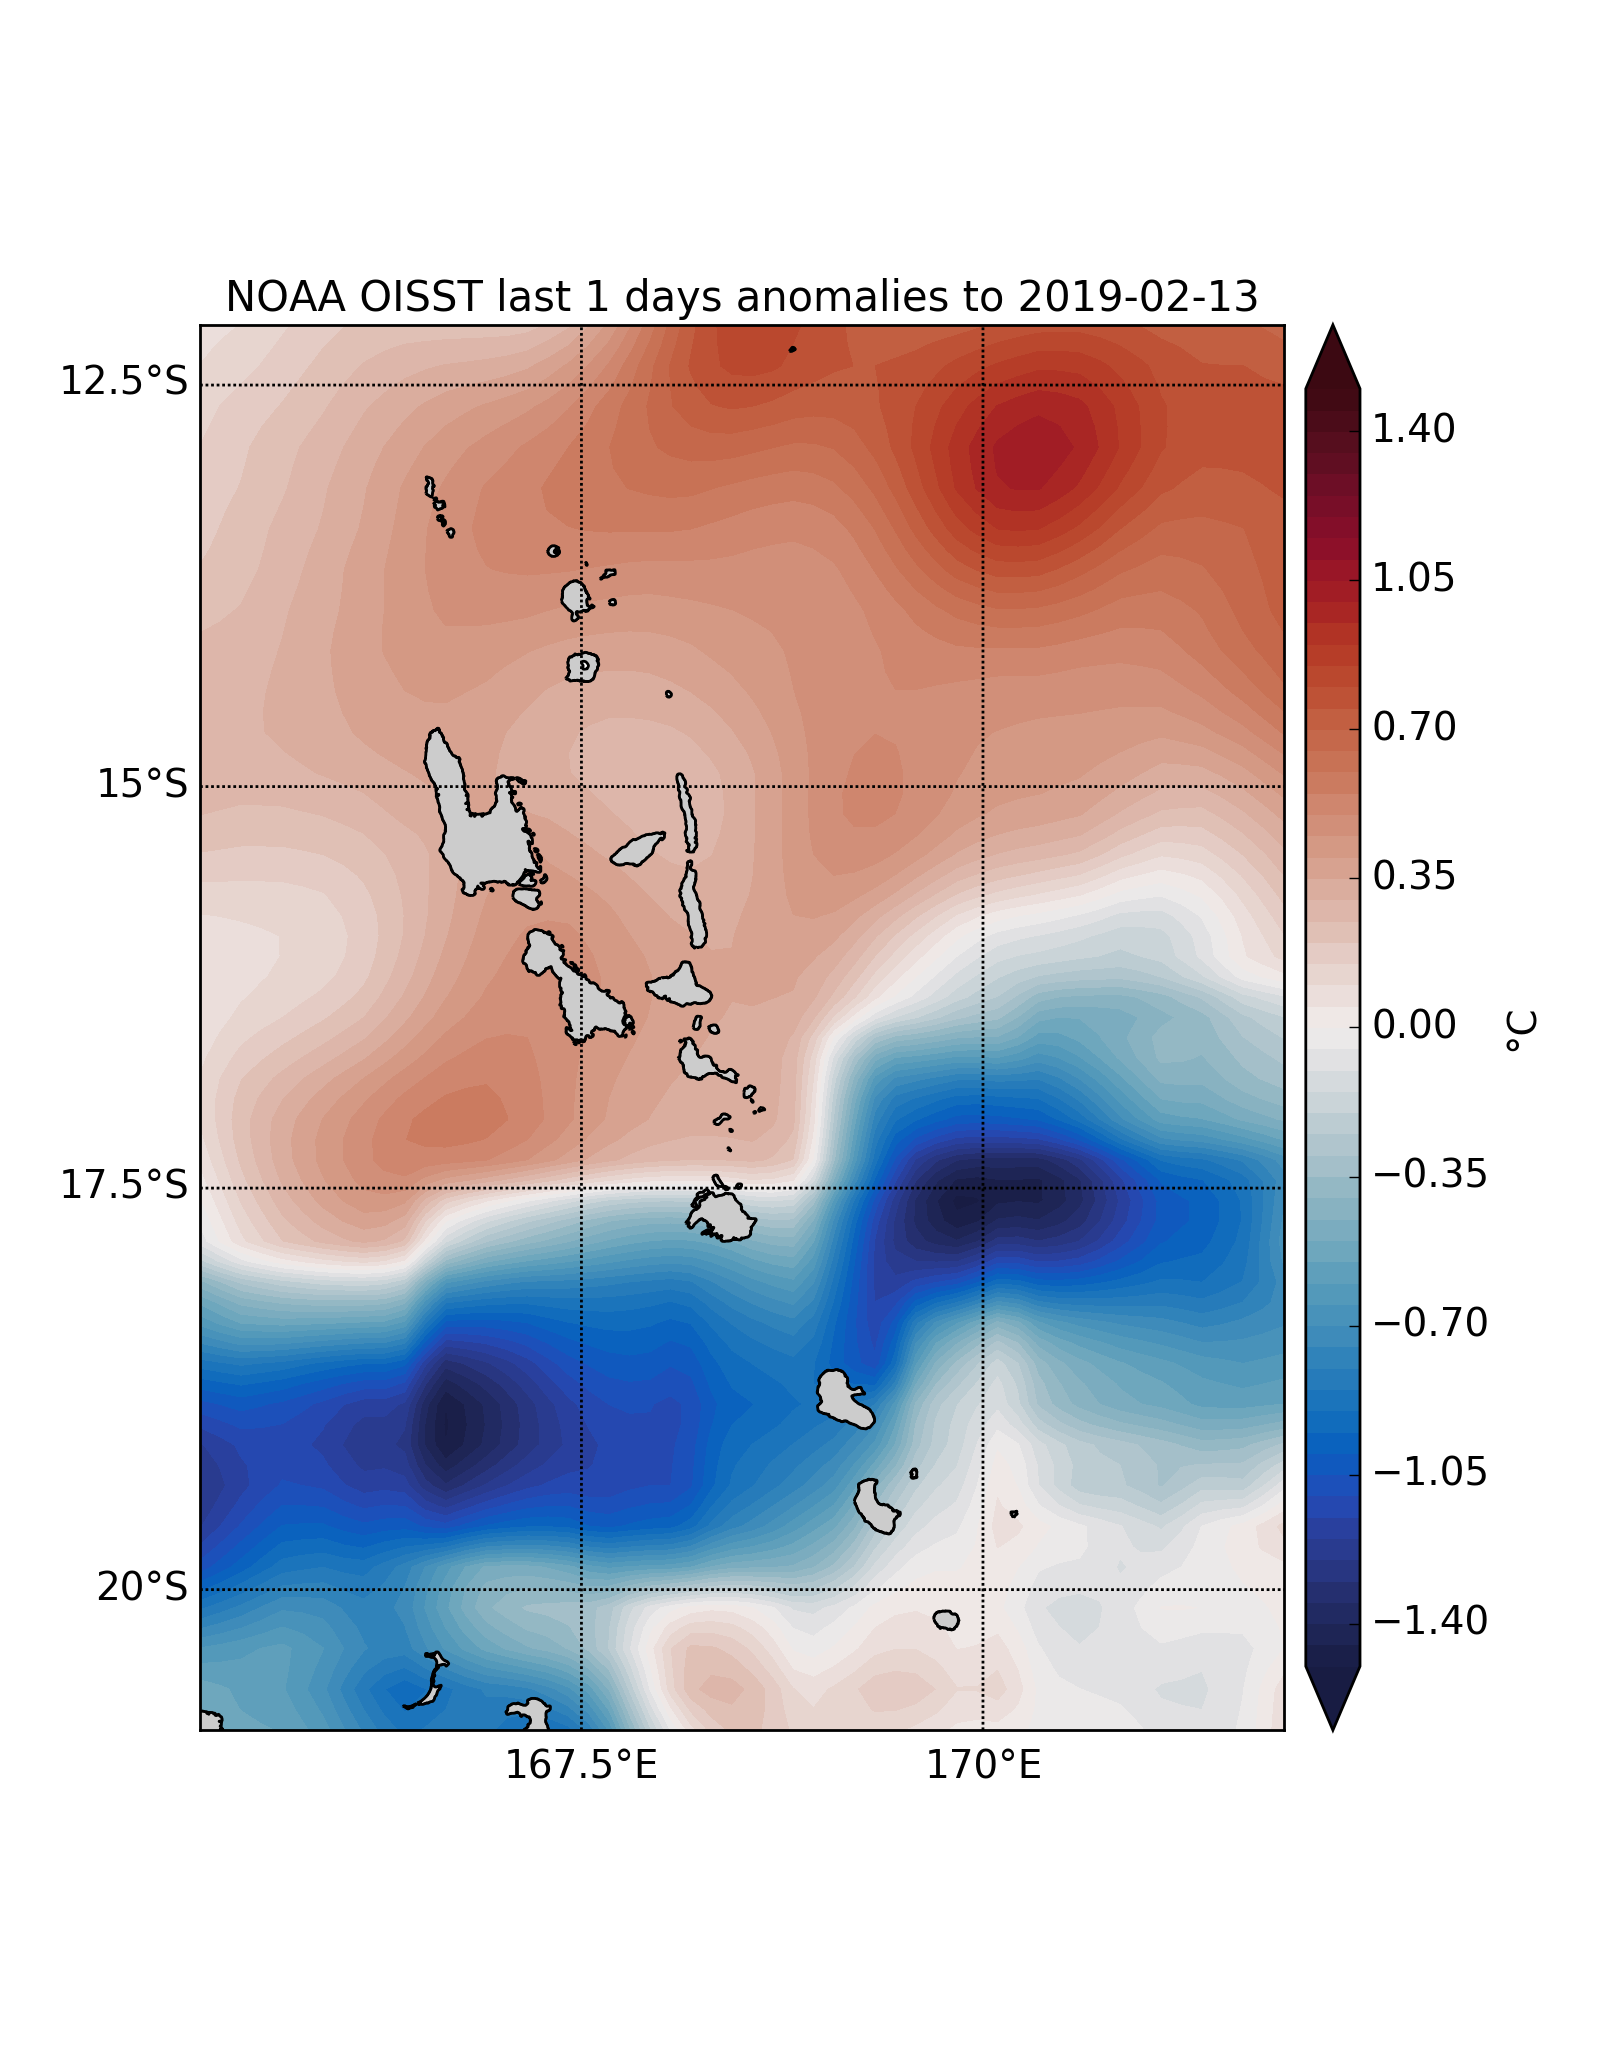 NOAA OISST last 1 days anomalies to 2019-02-13
12.5°S
15°S
17.5°S
20°S
167.5°E
170°E
1.40
1.05
0.70
0.35
0.00
−0.35
−0.70
−1.05
−1.40
°C